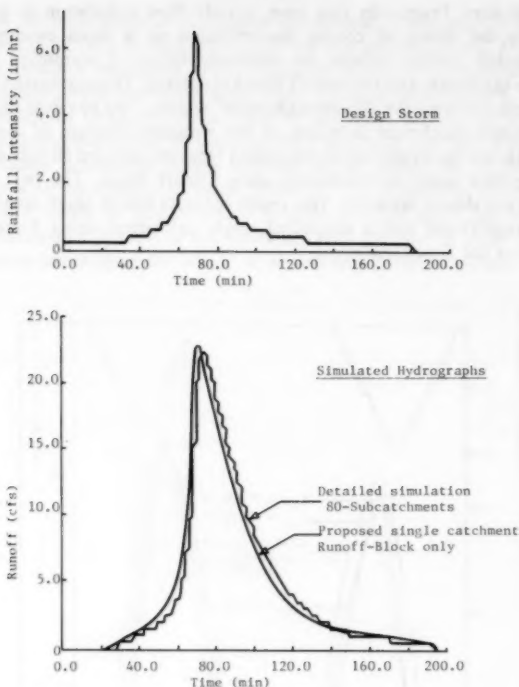 6.0
Rainfall Intensity (in/hr)
Design Storm
4.0
2.0
0.0
40.0
80.0
120.0
160.0
200.0
Time (min)
25.0
Simulated Hydrographs
20.0
15.0
Runoff (cfs)
Detailed simulation
80-Subcatchments
10.0
Proposed single catchment
Runoff-Block only
5.0
0.0
40.0
80.0
120.0
160.0
200.0
Time (min)